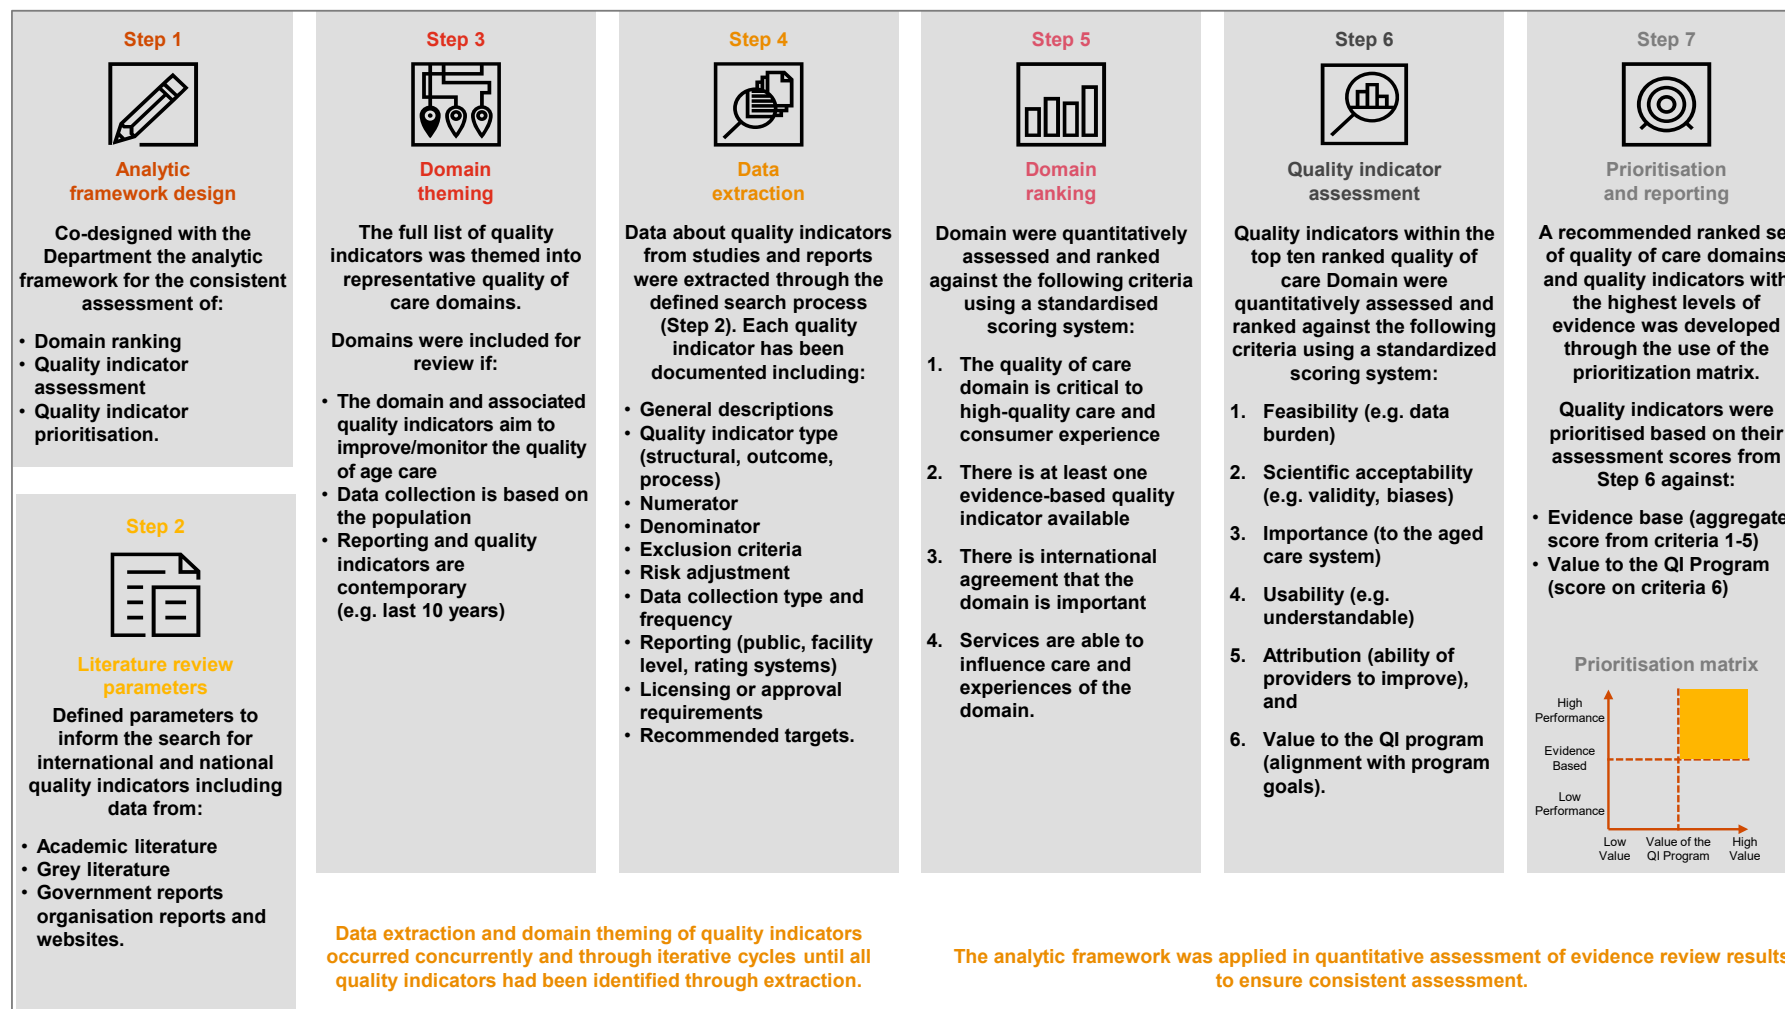 Step 1
Analytic
framework design
Co-designed with the
Department the analytic
framework for the consistent
assessment of:
• Domain ranking
• Quality indicator
assessment
• Quality indicator
prioritisation.
Step 2
Literature review
parameters
Defined parameters to
inform the search for
international and national
quality indicators including
data from:
• Academic literature
• Grey literature
• Government reports
organisation reports and
websites.
Step 3
Domain
theming
The full list of quality
indicators was themed into
representative quality of
care domains.
Domains were included for
review if:
• The domain and associated
quality indicators aim to
improve/monitor the quality
of age care
• Data collection is based on
the population
• Reporting and quality
indicators are
contemporary
(e.g. last 10 years)
Step 4
Data
extraction
Data about quality indicators
from studies and reports
were extracted through the
defined search process
(Step 2). Each quality
indicator has been
documented including:
• General descriptions
• Quality indicator type
(structural, outcome,
process)
• Numerator
• Denominator
• Exclusion criteria
• Risk adjustment
• Data collection type and
frequency
• Reporting (public, facility
level, rating systems)
• Licensing or approval
requirements
• Recommended targets.
Data extraction and domain theming of quality indicators
occurred concurrently and through iterative cycles until all
quality indicators had been identified through extraction.
Step 5
Domain
ranking
Domain were quantitatively
assessed and ranked
against the following criteria
using a standardised
scoring system:
1. The quality of care
domain is critical to
high-quality care and
consumer experience
2. There is at least one
evidence-based quality
indicator available
3. There is international
agreement that the
domain is important
4. Services are able to
influence care and
experiences of the
domain.
Step 6
Quality indicator
assessment
Quality indicators within the
top ten ranked quality of
care Domain were
quantitatively assessed and
ranked against the following
criteria using a standardized
scoring system:
1. Feasibility (e.g. data
burden)
2. Scientific acceptability
(e.g. validity, biases)
3. Importance (to the aged
care system)
4. Usability (e.g.
understandable)
5. Attribution (ability of
providers to improve),
and
6. Value to the QI program
(alignment with program
goals).
Step 7
Prioritisation
and reporting
A recommended ranked se
of quality of care domains
and quality indicators with
the highest levels of
evidence was developed
through the use of the
prioritization matrix.
Quality indicators were
prioritised based on their
assessment scores from
Step 6 against:
• Evidence base (aggregate
score from criteria 1-5)
• Value to the QI Program
(score on criteria 6)
Prioritisation matrix
High
Performance
Evidence
Based
Low
Performance
Low
Value
Value of the
QI Program
High
Value
The analytic framework was applied in quantitative assessment of evidence review results
to ensure consistent assessment.